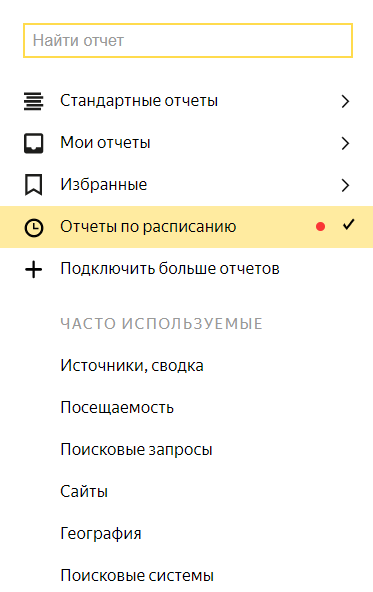 Найти отчет
Стандартные отчеты
Мои отчеты
Избранные
Отчеты по расписанию
Подключить больше отчетов
ЧАСТО ИСПОЛЬЗУЕМЫЕ
Источники, сводка
Посещаемость
Поисковые запросы
Сайты
География
Поисковые системы